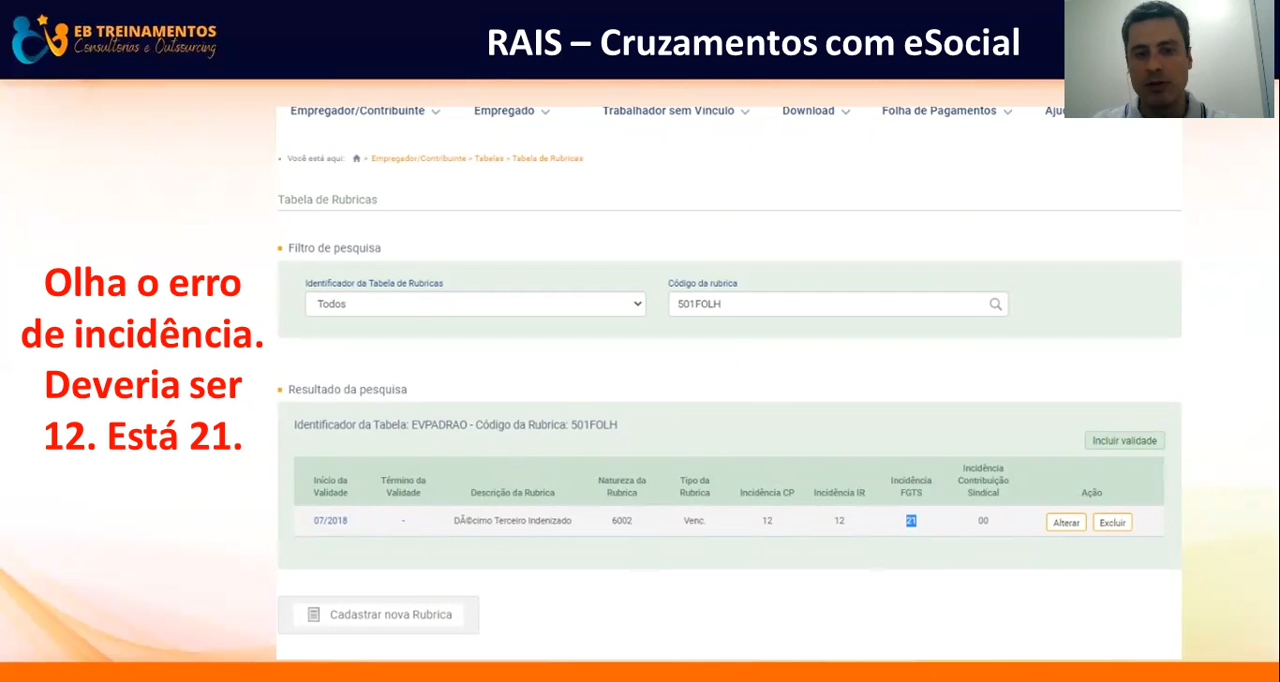 EB TREINAMENTOS
Consultorias e Outsourcing
RAIS – Cruzamentos com eSocial
Empregador/Contribuinte Empregado Trabalhador sem Vínculo Download Folha de Pagamentos
Você está aqui: » Empregador/Contribuinte » Tabelas » Tabela de Rubricas
Tabela de Rubricas
Filtro de pesquisa
Identificador da Tabela de Rubricas Código da rubrica
Todos 501FOLH
Olha o erro
de incidência.
Deveria ser
12. Está 21.
Resultado da pesquisa
Identificador da Tabela: EVPADRAO - Código da Rubrica: 501FOLH
Incluir validade
Início da Validade Término da Validade Descrição da Rubrica Natureza da Rubrica Tipo da Rubrica Incidência CP Incidência IR Incidência FGTS Incidência Contribuição Sindical Ação
07/2018 - DÃ©cimo Terceiro Indenizado 6002 Venc. 12 12 21 00 Alterar Excluir
Cadastrar nova Rubrica